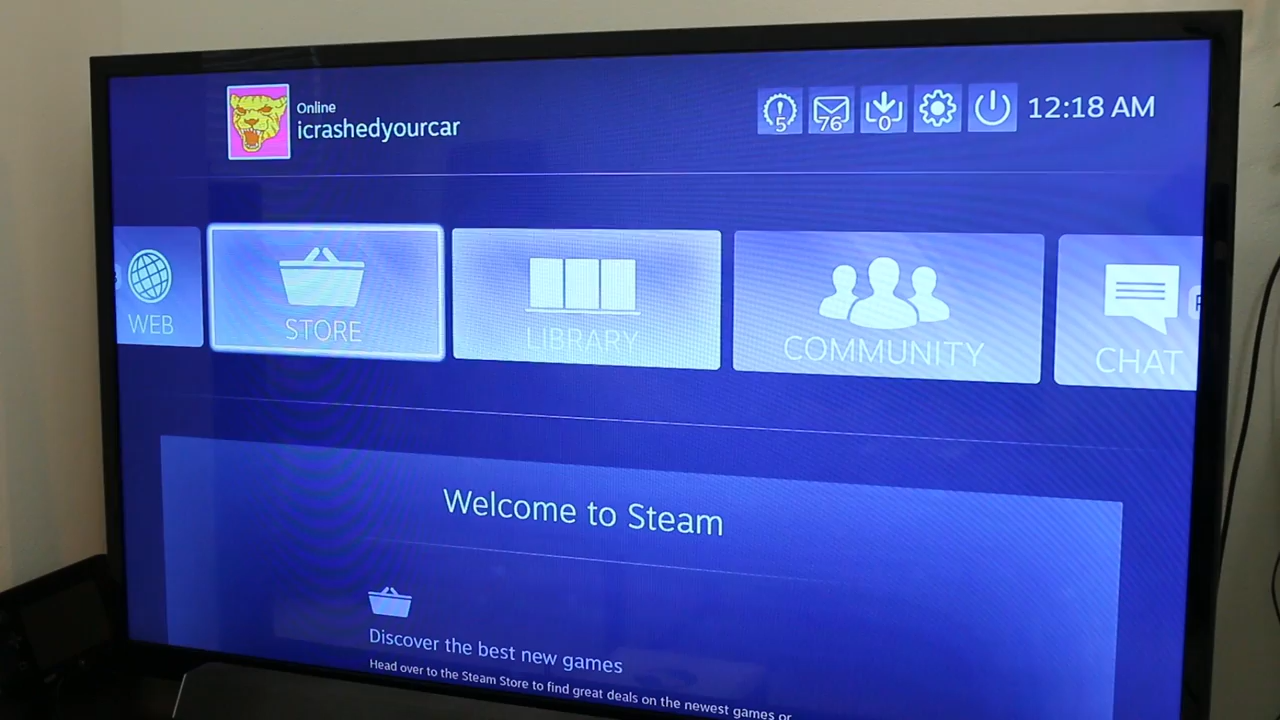 Online
icrashedyourcar
5
76
0
12:18 AM
WEB
STORE
LIBRARY
COMMUNITY
CHAT
Welcome to Steam
Discover the best new games
Head over to the Steam Store to find great deals on the newest games or